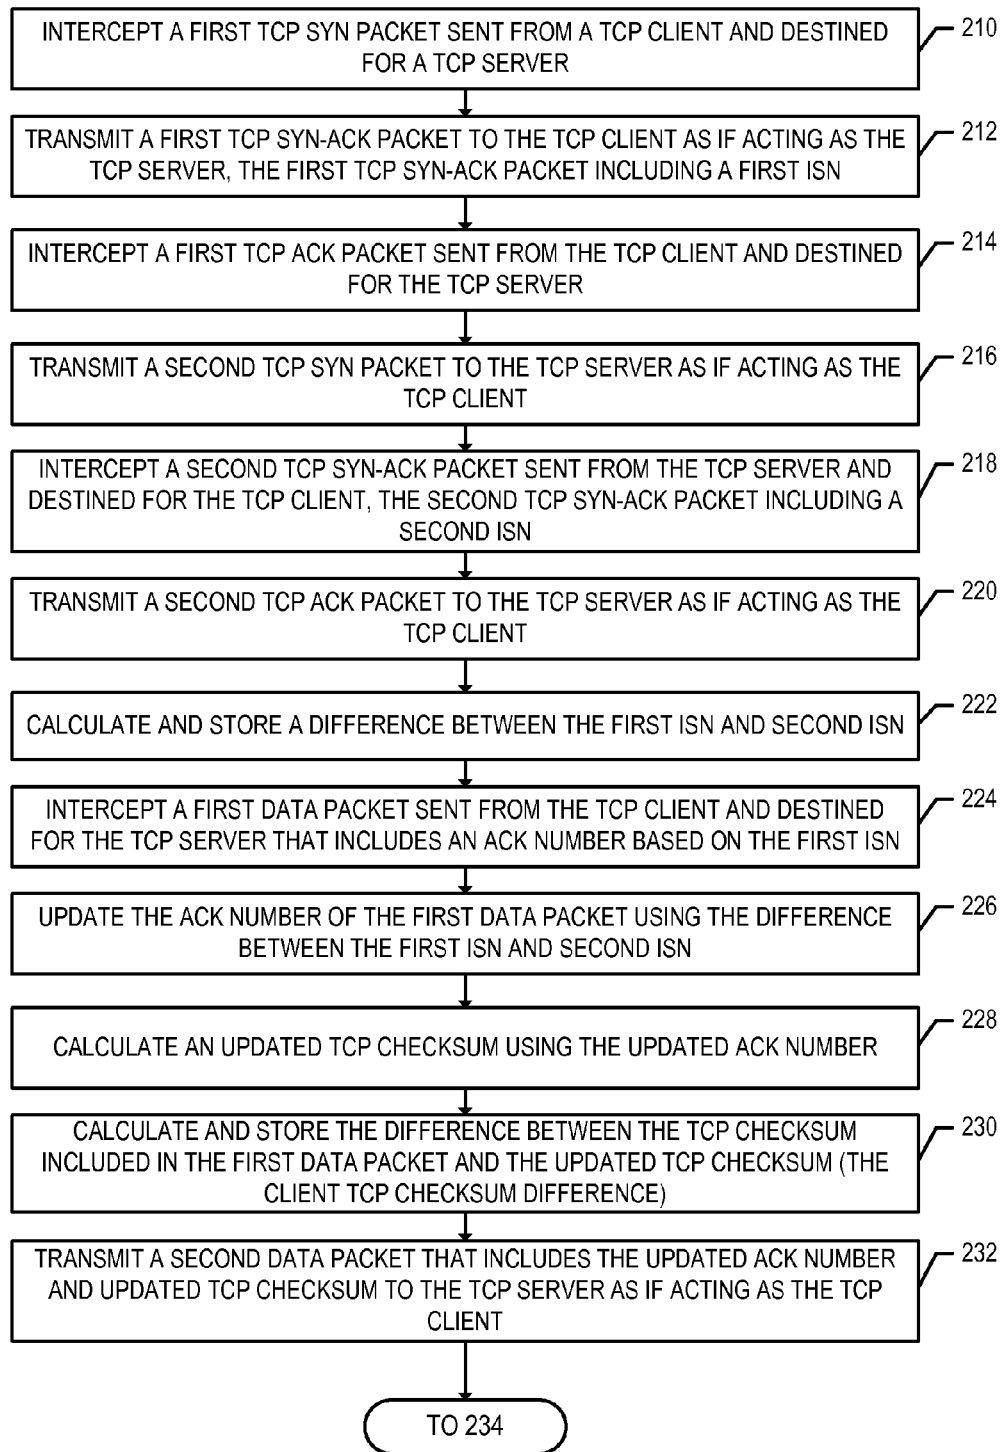 INTERCEPT A FIRST TCP SYN PACKET SENT FROM A TCP CLIENT AND DESTINED
FOR A TCP SERVER
210
TRANSMIT A FIRST TCP SYN-ACK PACKET TO THE TCP CLIENT AS IF ACTING AS THE
TCP SERVER, THE FIRST TCP SYN-ACK PACKET INCLUDING A FIRST ISN
212
INTERCEPT A FIRST TCP ACK PACKET SENT FROM THE TCP CLIENT AND DESTINED
FOR THE TCP SERVER
214
TRANSMIT A SECOND TCP SYN PACKET TO THE TCP SERVER AS IF ACTING AS THE
TCP CLIENT
216
INTERCEPT A SECOND TCP SYN-ACK PACKET SENT FROM THE TCP SERVER AND
DESTINED FOR THE TCP CLIENT, THE SECOND TCP SYN-ACK PACKET INCLUDING A
SECOND ISN
218
TRANSMIT A SECOND TCP ACK PACKET TO THE TCP SERVER AS IF ACTING AS THE
TCP CLIENT
220
CALCULATE AND STORE A DIFFERENCE BETWEEN THE FIRST ISN AND SECOND ISN
222
INTERCEPT A FIRST DATA PACKET SENT FROM THE TCP CLIENT AND DESTINED
FOR THE TCP SERVER THAT INCLUDES AN ACK NUMBER BASED ON THE FIRST ISN
224
UPDATE THE ACK NUMBER OF THE FIRST DATA PACKET USING THE DIFFERENCE
BETWEEN THE FIRST ISN AND SECOND ISN
226
CALCULATE AN UPDATED TCP CHECKSUM USING THE UPDATED ACK NUMBER
228
CALCULATE AND STORE THE DIFFERENCE BETWEEN THE TCP CHECKSUM
INCLUDED IN THE FIRST DATA PACKET AND THE UPDATED TCP CHECKSUM (THE
CLIENT TCP CHECKSUM DIFFERENCE)
230
TRANSMIT A SECOND DATA PACKET THAT INCLUDES THE UPDATED ACK NUMBER
AND UPDATED TCP CHECKSUM TO THE TCP SERVER AS IF ACTING AS THE TCP
CLIENT
232
TO 234